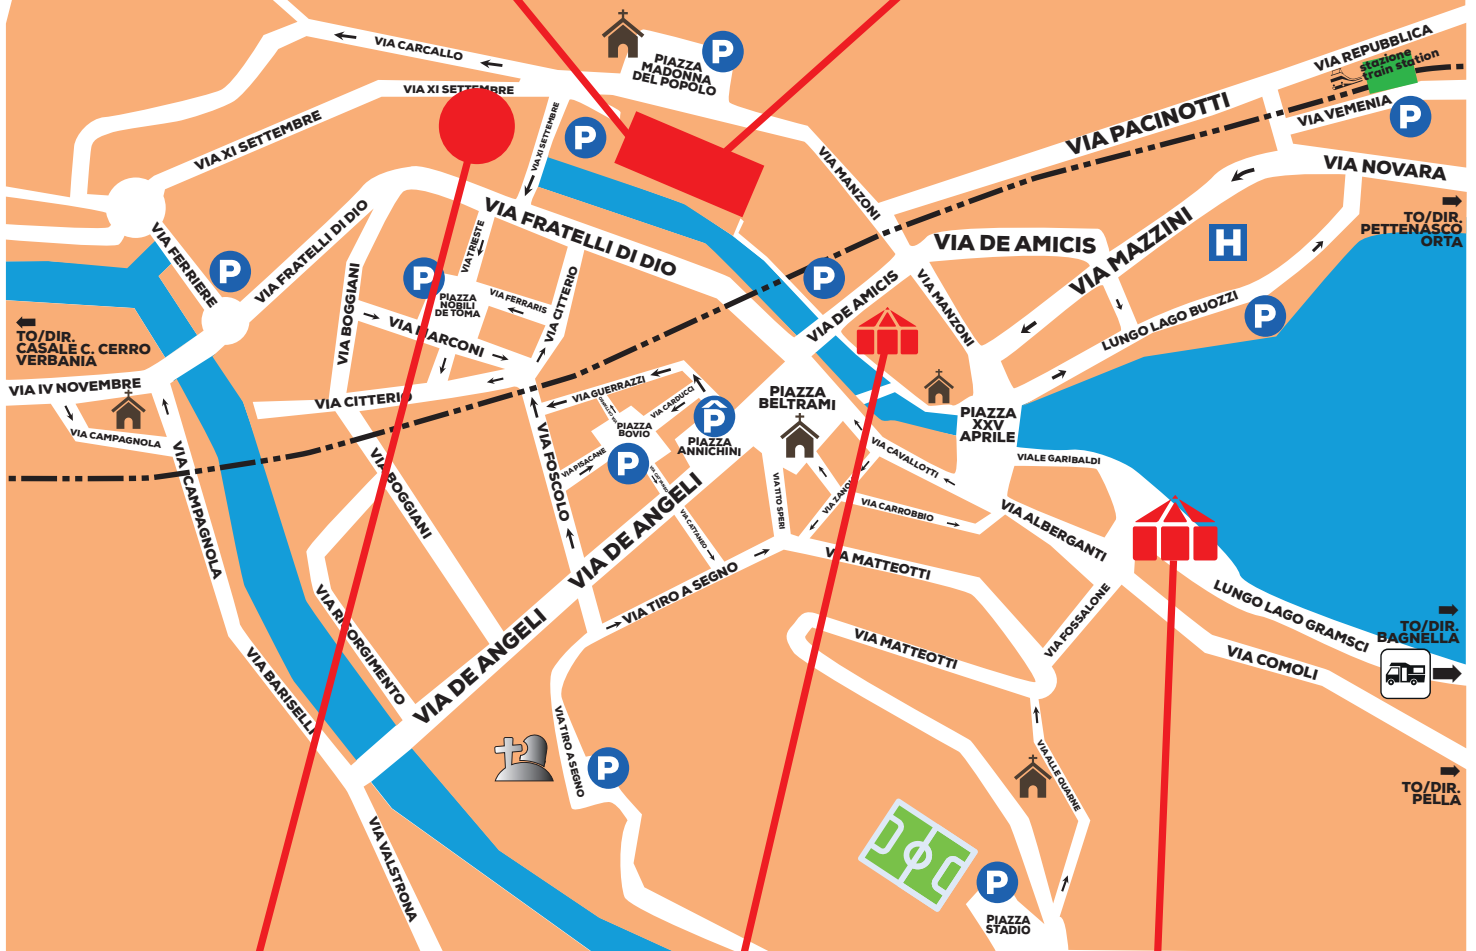 VIA CARCALLO
PIAZZA
MADONNA
DEL POPOLO
P
VIA REPUBBLICA
stazione
train station
VIA XI SETTEMBRE
VIA XI SETTEMBRE
VIA XI SETTEMBRE
P
VIA PACINOTTI
VIA VEMENIA
P
VIA MANZONI
VIA NOVARA
TO/DIR.
PETTENASCO
ORTA
VIA FERRIERE
P
VIA FRATELLI DI DIO
VIA FRATELLI DI DIO
VIA TRIESTE
VIA DE AMICIS
VIA MAZZINI
H
P
PIAZZA
NOBILI
DE TOMA
VIA FERRARIS
VIA CITTERIO
P
VIA DE AMICIS
VIA MANZONI
LUNGO LAGO BUOZZI
P
TO/DIR.
CASALE C. CERRO
VERBANIA
VIA BOGGIANI
VIA MARCONI
VIA IV NOVEMBRE
VIA CITTERIO
VIA GUERRAZZI
VIA CARDUCCI
PIAZZA
BOVIO
P
P
PIAZZA
ANNICHINI
PIAZZA
BELTRAMI
PIAZZA
XXV
APRILE
VIA CAMPAGNOLA
VIA CAMPAGNOLA
VIA BOGGIANI
VIA FOSCOLO
VIA PISACANE
VIA CATTANEO
VIA TITO SPERI
VIA CAVALLOTTI
VIA ZANONI
VIA CARROBBIO
VIALE GARIBALDI
VIA ALBERGANTI
VIA DE ANGELI
VIA DE ANGELI
VIA TIRO A SEGNO
VIA MATTEOTTI
VIA MATTEOTTI
VIA FOSSALONE
LUNGO LAGO GRAMSCI
TO/DIR.
BAGNELLA
VIA COMOLI
VIA RISORGIMENTO
VIA BARISELLI
VIA TIRO A SEGNO
P
VIA ALLE QUARNE
TO/DIR.
PELLA
VIA VALSTRONA
P
PIAZZA
STADIO